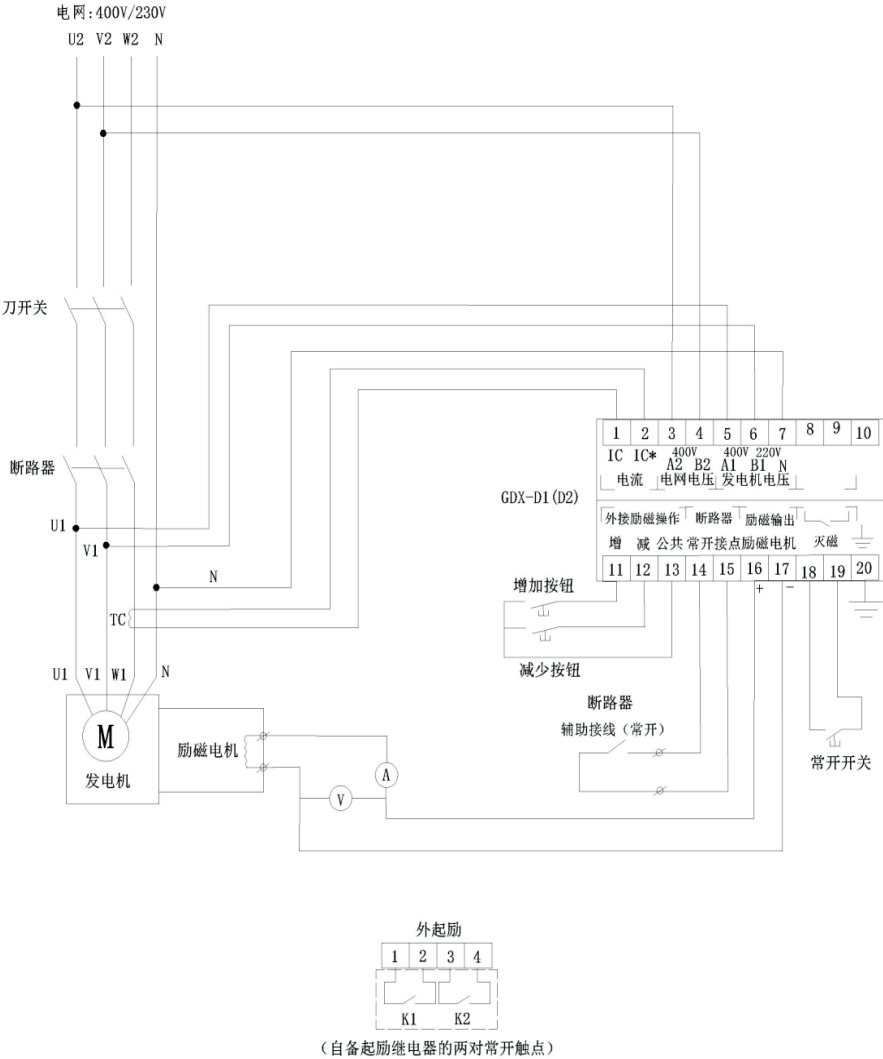 电网:400V/230V
U2 V2 W2 N
刀开关
断路器
1 2 3 4 5 6 7 8 9 10
IC IC* 400V 400V 220V
A2 B2 A1 B1 N
电流 电网电压 发电机电压
GDX-D1(D2)
外接励磁操作 断路器 励磁输出
增 减 公共 常开接点 励磁电机 灭磁
11 12 13 14 15 16 17 18 19 20
+ −
U1
V1
N
TC
增加按钮
减少按钮
U1 V1 W1 N
M
发电机
励磁电机
A
V
断路器
辅助接线（常开）
常开开关
外起励
1 2 3 4
K1 K2
（自备起励继电器的两对常开触点）